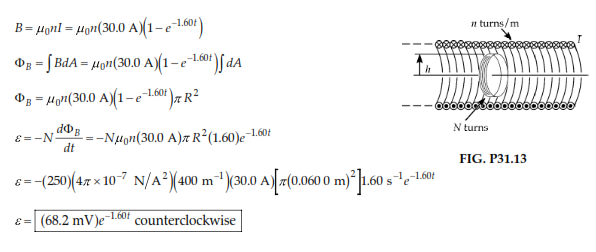 B = μ₀nI = μ₀n(30.0 A)(1 − e^−1.60t)
Φ_B = ∫BdA = μ₀n(30.0 A)(1 − e^−1.60t)∫dA
Φ_B = μ₀n(30.0 A)(1 − e^−1.60t)πR²
ε = −N dΦ_B/dt = −Nμ₀n(30.0 A)πR²(1.60)e^−1.60t
ε = −(250)(4π × 10⁻⁷ N/A²)(400 m⁻¹)(30.0 A)[π(0.060 0 m)²]1.60 s⁻¹e^−1.60t
ε = (68.2 mV)e^−1.60t counterclockwise
n turns/m
I
h
N turns
FIG. P31.13